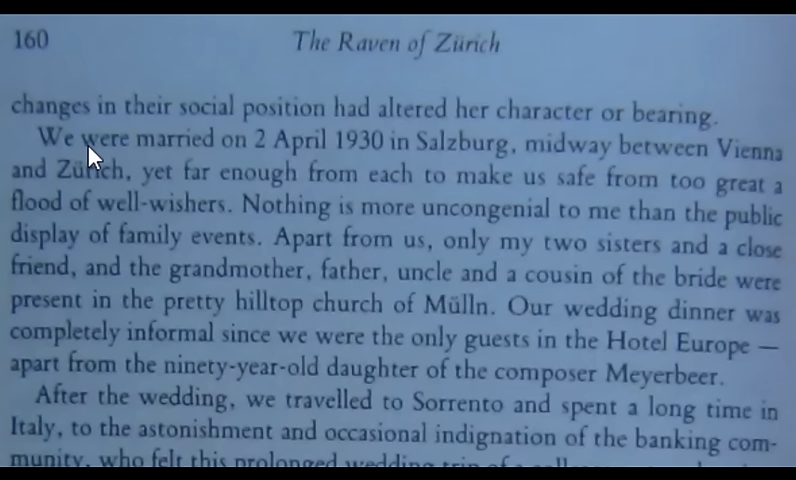 160
The Raven of Zürich
changes in their social position had altered her character or bearing.
We were married on 2 April 1930 in Salzburg, midway between Vienna
and Zürich, yet far enough from each to make us safe from too great a
flood of well-wishers. Nothing is more uncongenial to me than the public
display of family events. Apart from us, only my two sisters and a close
friend, and the grandmother, father, uncle and a cousin of the bride were
present in the pretty hilltop church of Mülln. Our wedding dinner was
completely informal since we were the only guests in the Hotel Europe —
apart from the ninety-year-old daughter of the composer Meyerbeer.
After the wedding, we travelled to Sorrento and spent a long time in
Italy, to the astonishment and occasional indignation of the banking com-
munity, who felt this prolonged wedding trip of a